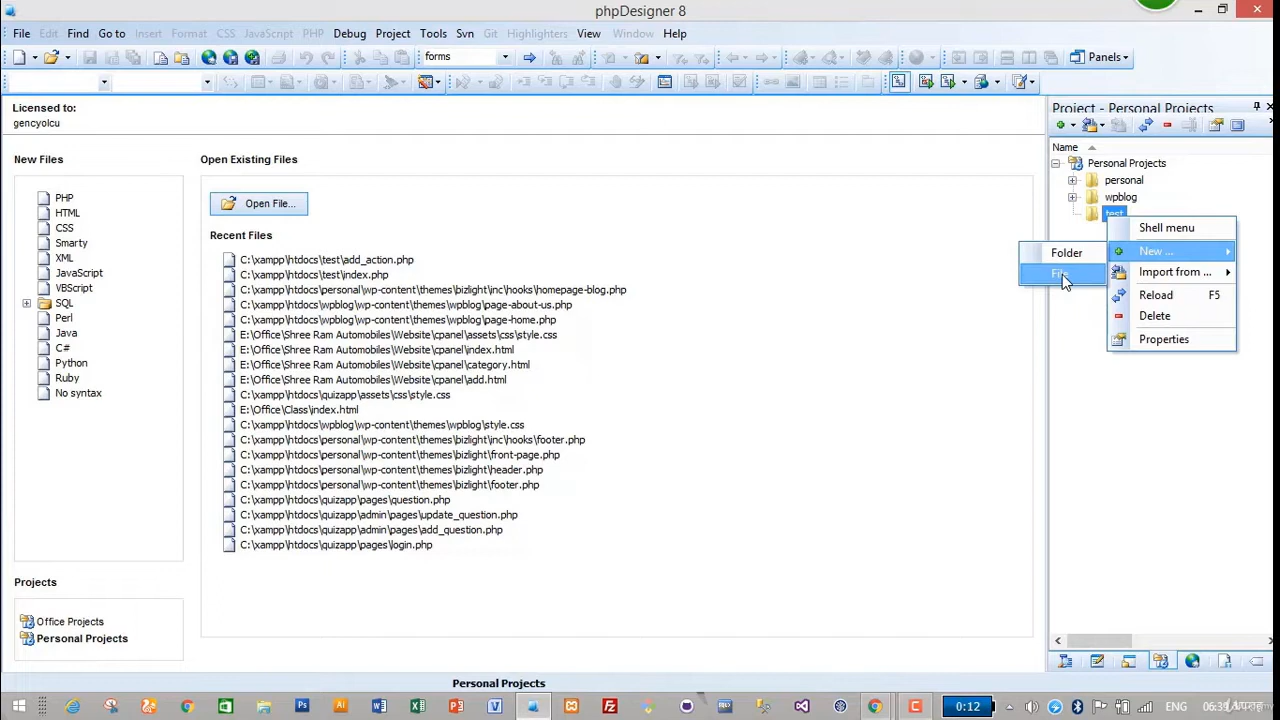 phpDesigner 8
File Edit Find Go to Insert Format CSS JavaScript PHP Debug Project Tools Svn Git Highlighters View Window Help
forms
Panels
Licensed to:
gencyolcu
New Files
PHP
HTML
CSS
Smarty
XML
JavaScript
VBScript
SQL
Perl
Java
C#
Python
Ruby
No syntax
Projects
Office Projects
Personal Projects
Open Existing Files
Open File...
Recent Files
C:\xampp\htdocs\test\add_action.php
C:\xampp\htdocs\test\index.php
C:\xampp\htdocs\personal\wp-content\themes\bizlight\inc\hooks\homepage-blog.php
C:\xampp\htdocs\wpblog\wp-content\themes\wpblog\page-about-us.php
C:\xampp\htdocs\wpblog\wp-content\themes\wpblog\page-home.php
E:\Office\Shree Ram Automobiles\Website\cpanel\assets\css\style.css
E:\Office\Shree Ram Automobiles\Website\cpanel\index.html
E:\Office\Shree Ram Automobiles\Website\cpanel\category.html
E:\Office\Shree Ram Automobiles\Website\cpanel\add.html
C:\xampp\htdocs\quizapp\assets\css\style.css
E:\Office\Class\index.html
C:\xampp\htdocs\wpblog\wp-content\themes\wpblog\style.css
C:\xampp\htdocs\personal\wp-content\themes\bizlight\inc\hooks\footer.php
C:\xampp\htdocs\personal\wp-content\themes\bizlight\front-page.php
C:\xampp\htdocs\personal\wp-content\themes\bizlight\header.php
C:\xampp\htdocs\personal\wp-content\themes\bizlight\footer.php
C:\xampp\htdocs\quizapp\pages\question.php
C:\xampp\htdocs\quizapp\admin\pages\update_question.php
C:\xampp\htdocs\quizapp\admin\pages\add_question.php
C:\xampp\htdocs\quizapp\pages\login.php
Project - Personal Projects
Name
Personal Projects
personal
wpblog
test
Shell menu
New ...
Import from ...
Reload F5
Delete
Properties
Folder
File
Personal Projects
0:12
ENG